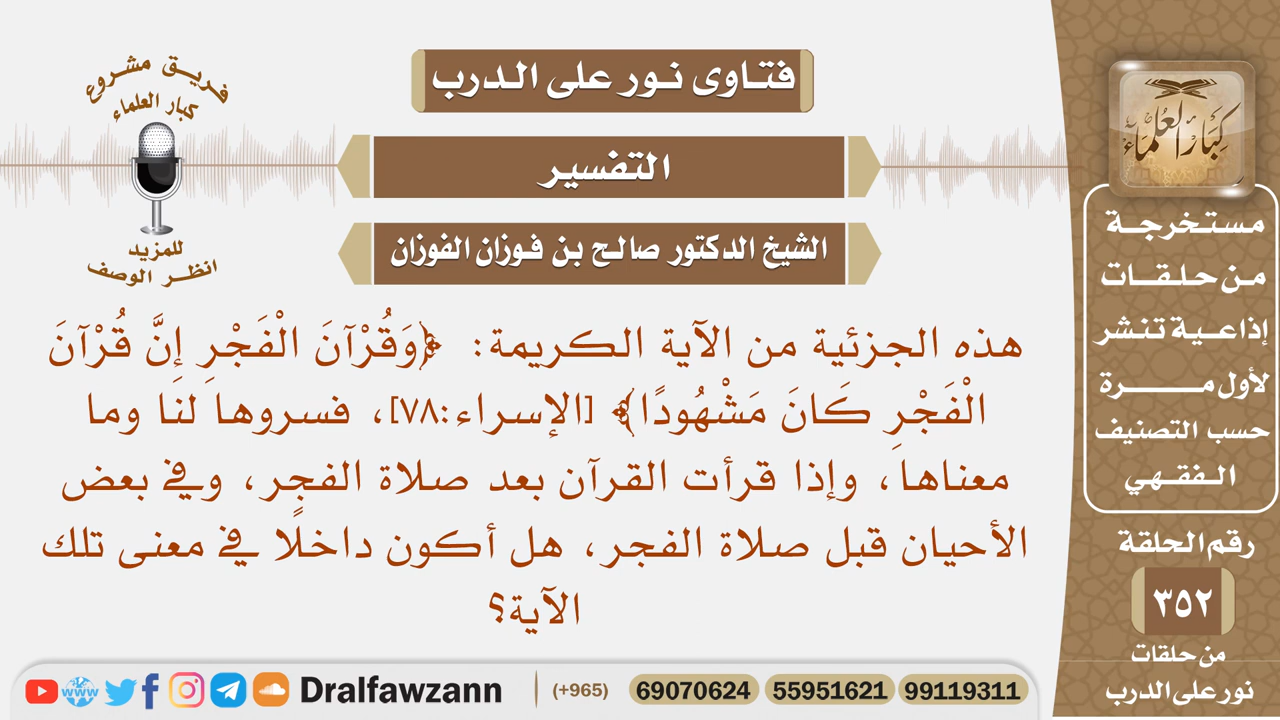 فتاوى نور على الدرب
التفسير
الشيخ الدكتور صالح بن فوزان الفوزان
فريق مشروع
كبار العلماء
للمزيد
انظر الوصف
هذه الجزئية من الآية الكريمة: ﴿وَقُرْآنَ الْفَجْرِ إِنَّ قُرْآنَ
الْفَجْرِ كَانَ مَشْهُودًا﴾ [الإسراء:٧٨]، فسروها لنا وما
معناها، وإذا قرأت القرآن بعد صلاة الفجر، وفي بعض
الأحيان قبل صلاة الفجر، هل أكون داخلًا في معنى تلك
الآية؟
كِبَارُ العُلَمَاءِ
مستخرجة
من حلقات
إذاعية تنشر
لأول مرة
حسب التصنيف
الفقهي
رقم الحلقة
٣٥٢
من حلقات
نور على الدرب
www Dralfawzann (+965) 69070624 55951621 99119311